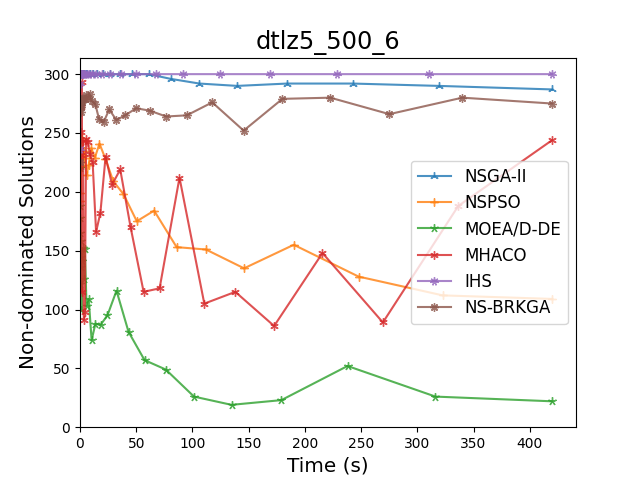 dtlz5_500_6
Non-dominated Solutions
300
250
200
150
100
50
0
NSGA-II
NSPSO
MOEA/D-DE
MHACO
IHS
NS-BRKGA
0 50 100 150 200 250 300 350 400
Time (s)